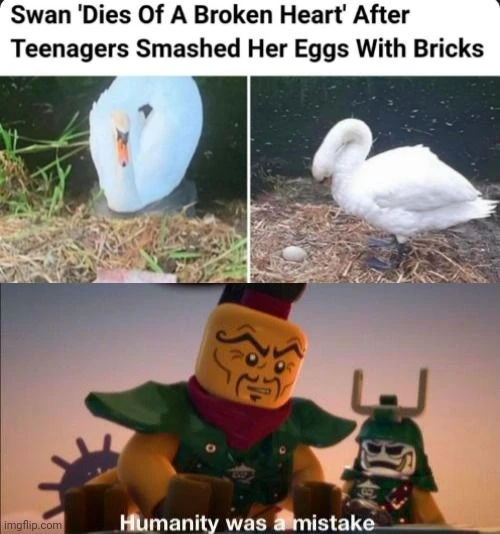 Swan 'Dies Of A Broken Heart' After
Teenagers Smashed Her Eggs With Bricks
Humanity was a mistake
imgflip.com